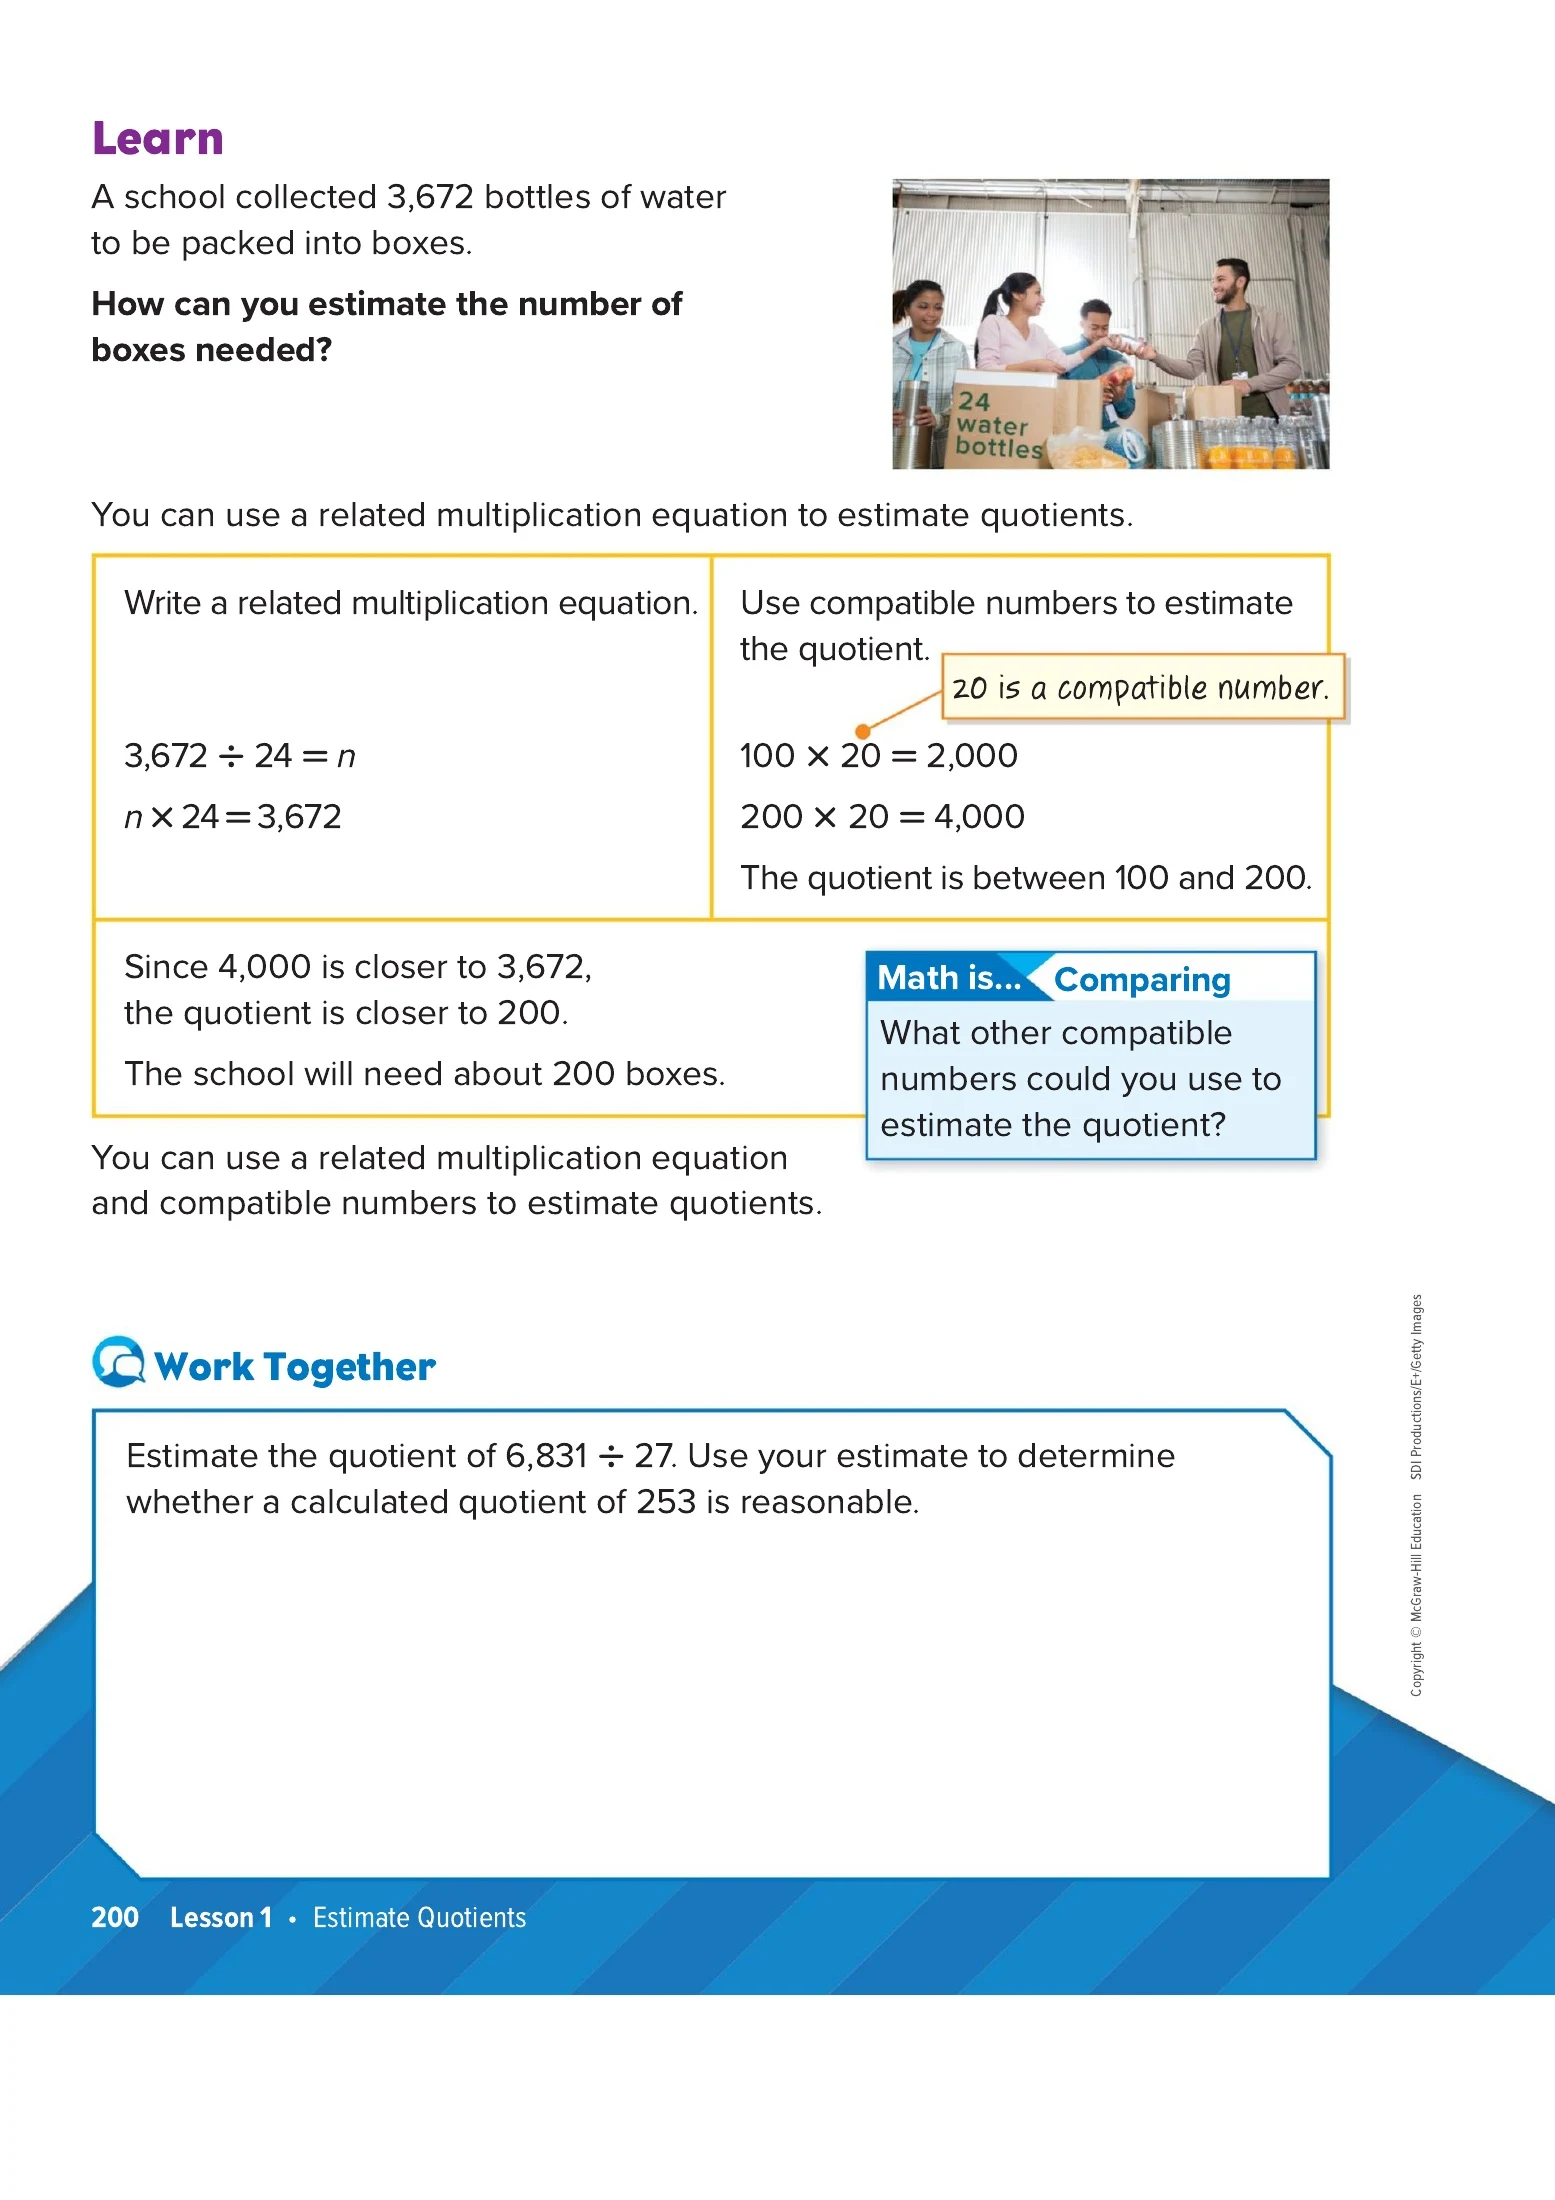 Learn
A school collected 3,672 bottles of water
to be packed into boxes.
How can you estimate the number of
boxes needed?
24
water
bottles
You can use a related multiplication equation to estimate quotients.
Write a related multiplication equation.
3,672 ÷ 24 = n
n × 24 = 3,672
Use compatible numbers to estimate
the quotient.
20 is a compatible number.
100 × 20 = 2,000
200 × 20 = 4,000
The quotient is between 100 and 200.
Since 4,000 is closer to 3,672,
the quotient is closer to 200.
The school will need about 200 boxes.
Math is... Comparing
What other compatible
numbers could you use to
estimate the quotient?
You can use a related multiplication equation
and compatible numbers to estimate quotients.
Work Together
Estimate the quotient of 6,831 ÷ 27. Use your estimate to determine
whether a calculated quotient of 253 is reasonable.
Copyright © McGraw-Hill Education SDI Productions/E+/Getty Images
200 Lesson 1 • Estimate Quotients